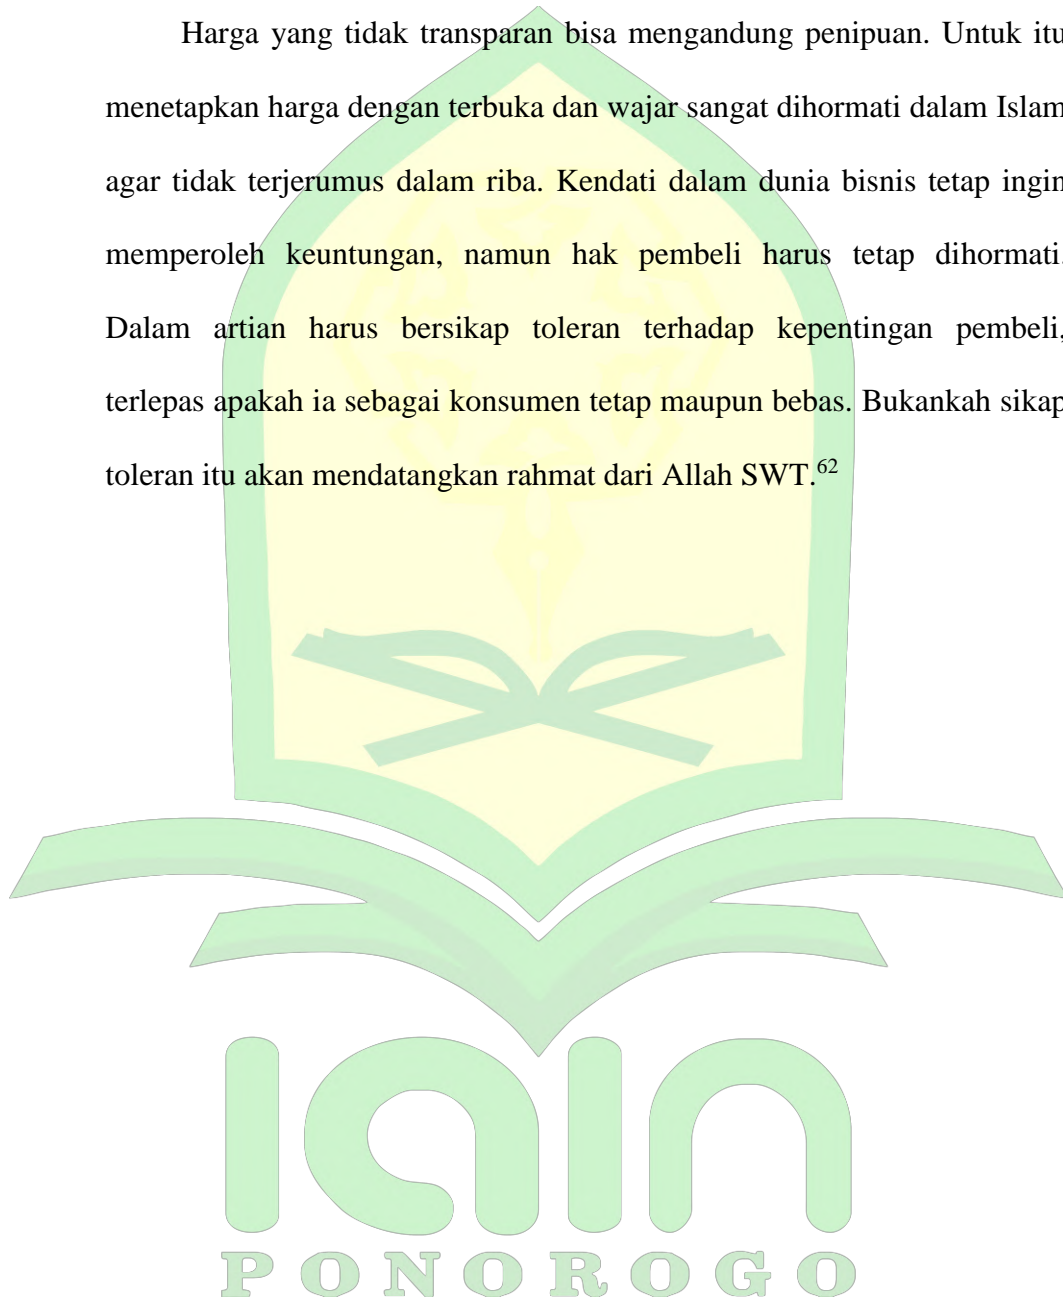 Harga yang tidak transparan bisa mengandung penipuan. Untuk itu
menetapkan harga dengan terbuka dan wajar sangat dihormati dalam Islam
agar tidak terjerumus dalam riba. Kendati dalam dunia bisnis tetap ingin
memperoleh keuntungan, namun hak pembeli harus tetap dihormati.
Dalam artian harus bersikap toleran terhadap kepentingan pembeli,
terlepas apakah ia sebagai konsumen tetap maupun bebas. Bukankah sikap
toleran itu akan mendatangkan rahmat dari Allah SWT.⁶²
IAIN
PONOROGO